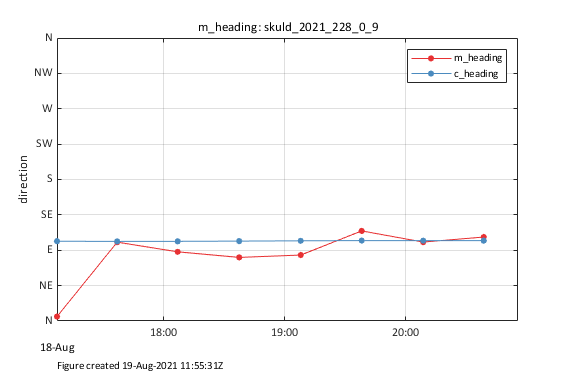 m_heading: skuld_2021_228_0_9
N
NW
W
SW
S
SE
E
NE
N
direction
m_heading
c_heading
18:00 19:00 20:00
18-Aug
Figure created 19-Aug-2021 11:55:31Z